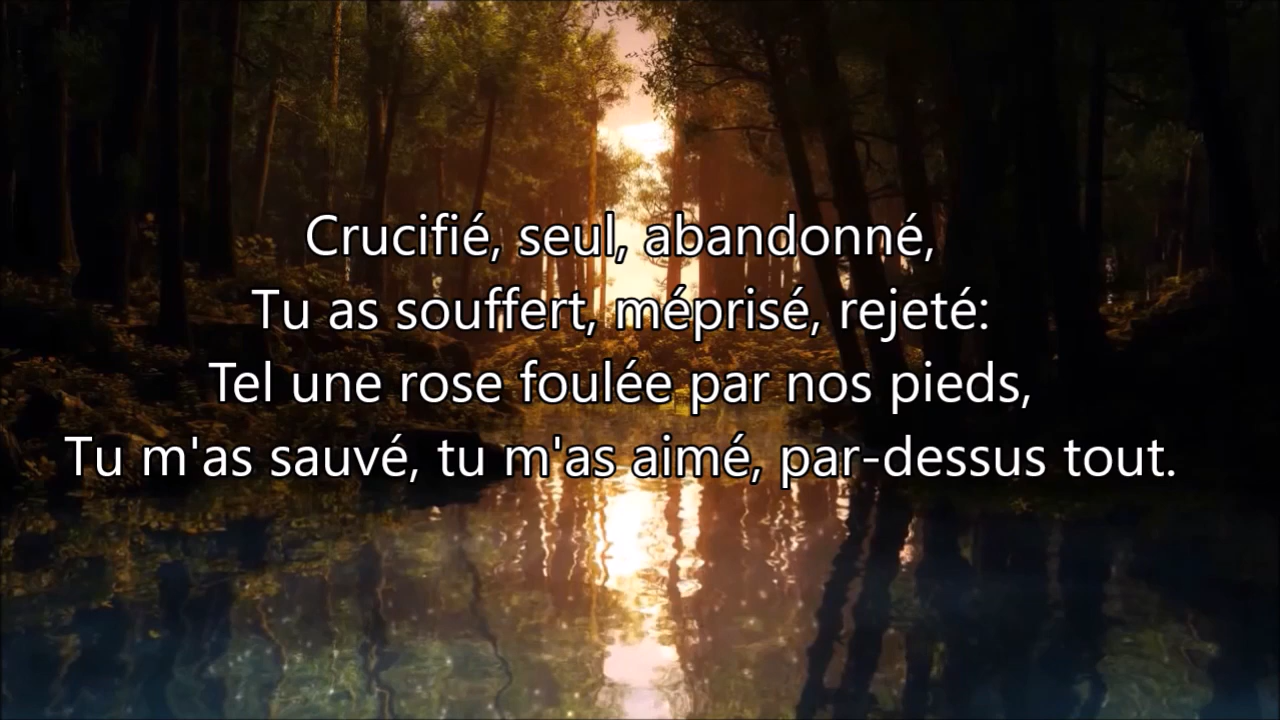 Crucifié, seul, abandonné,
Tu as souffert, méprisé, rejeté:
Tel une rose foulée par nos pieds,
Tu m'as sauvé, tu m'as aimé, par-dessus tout.